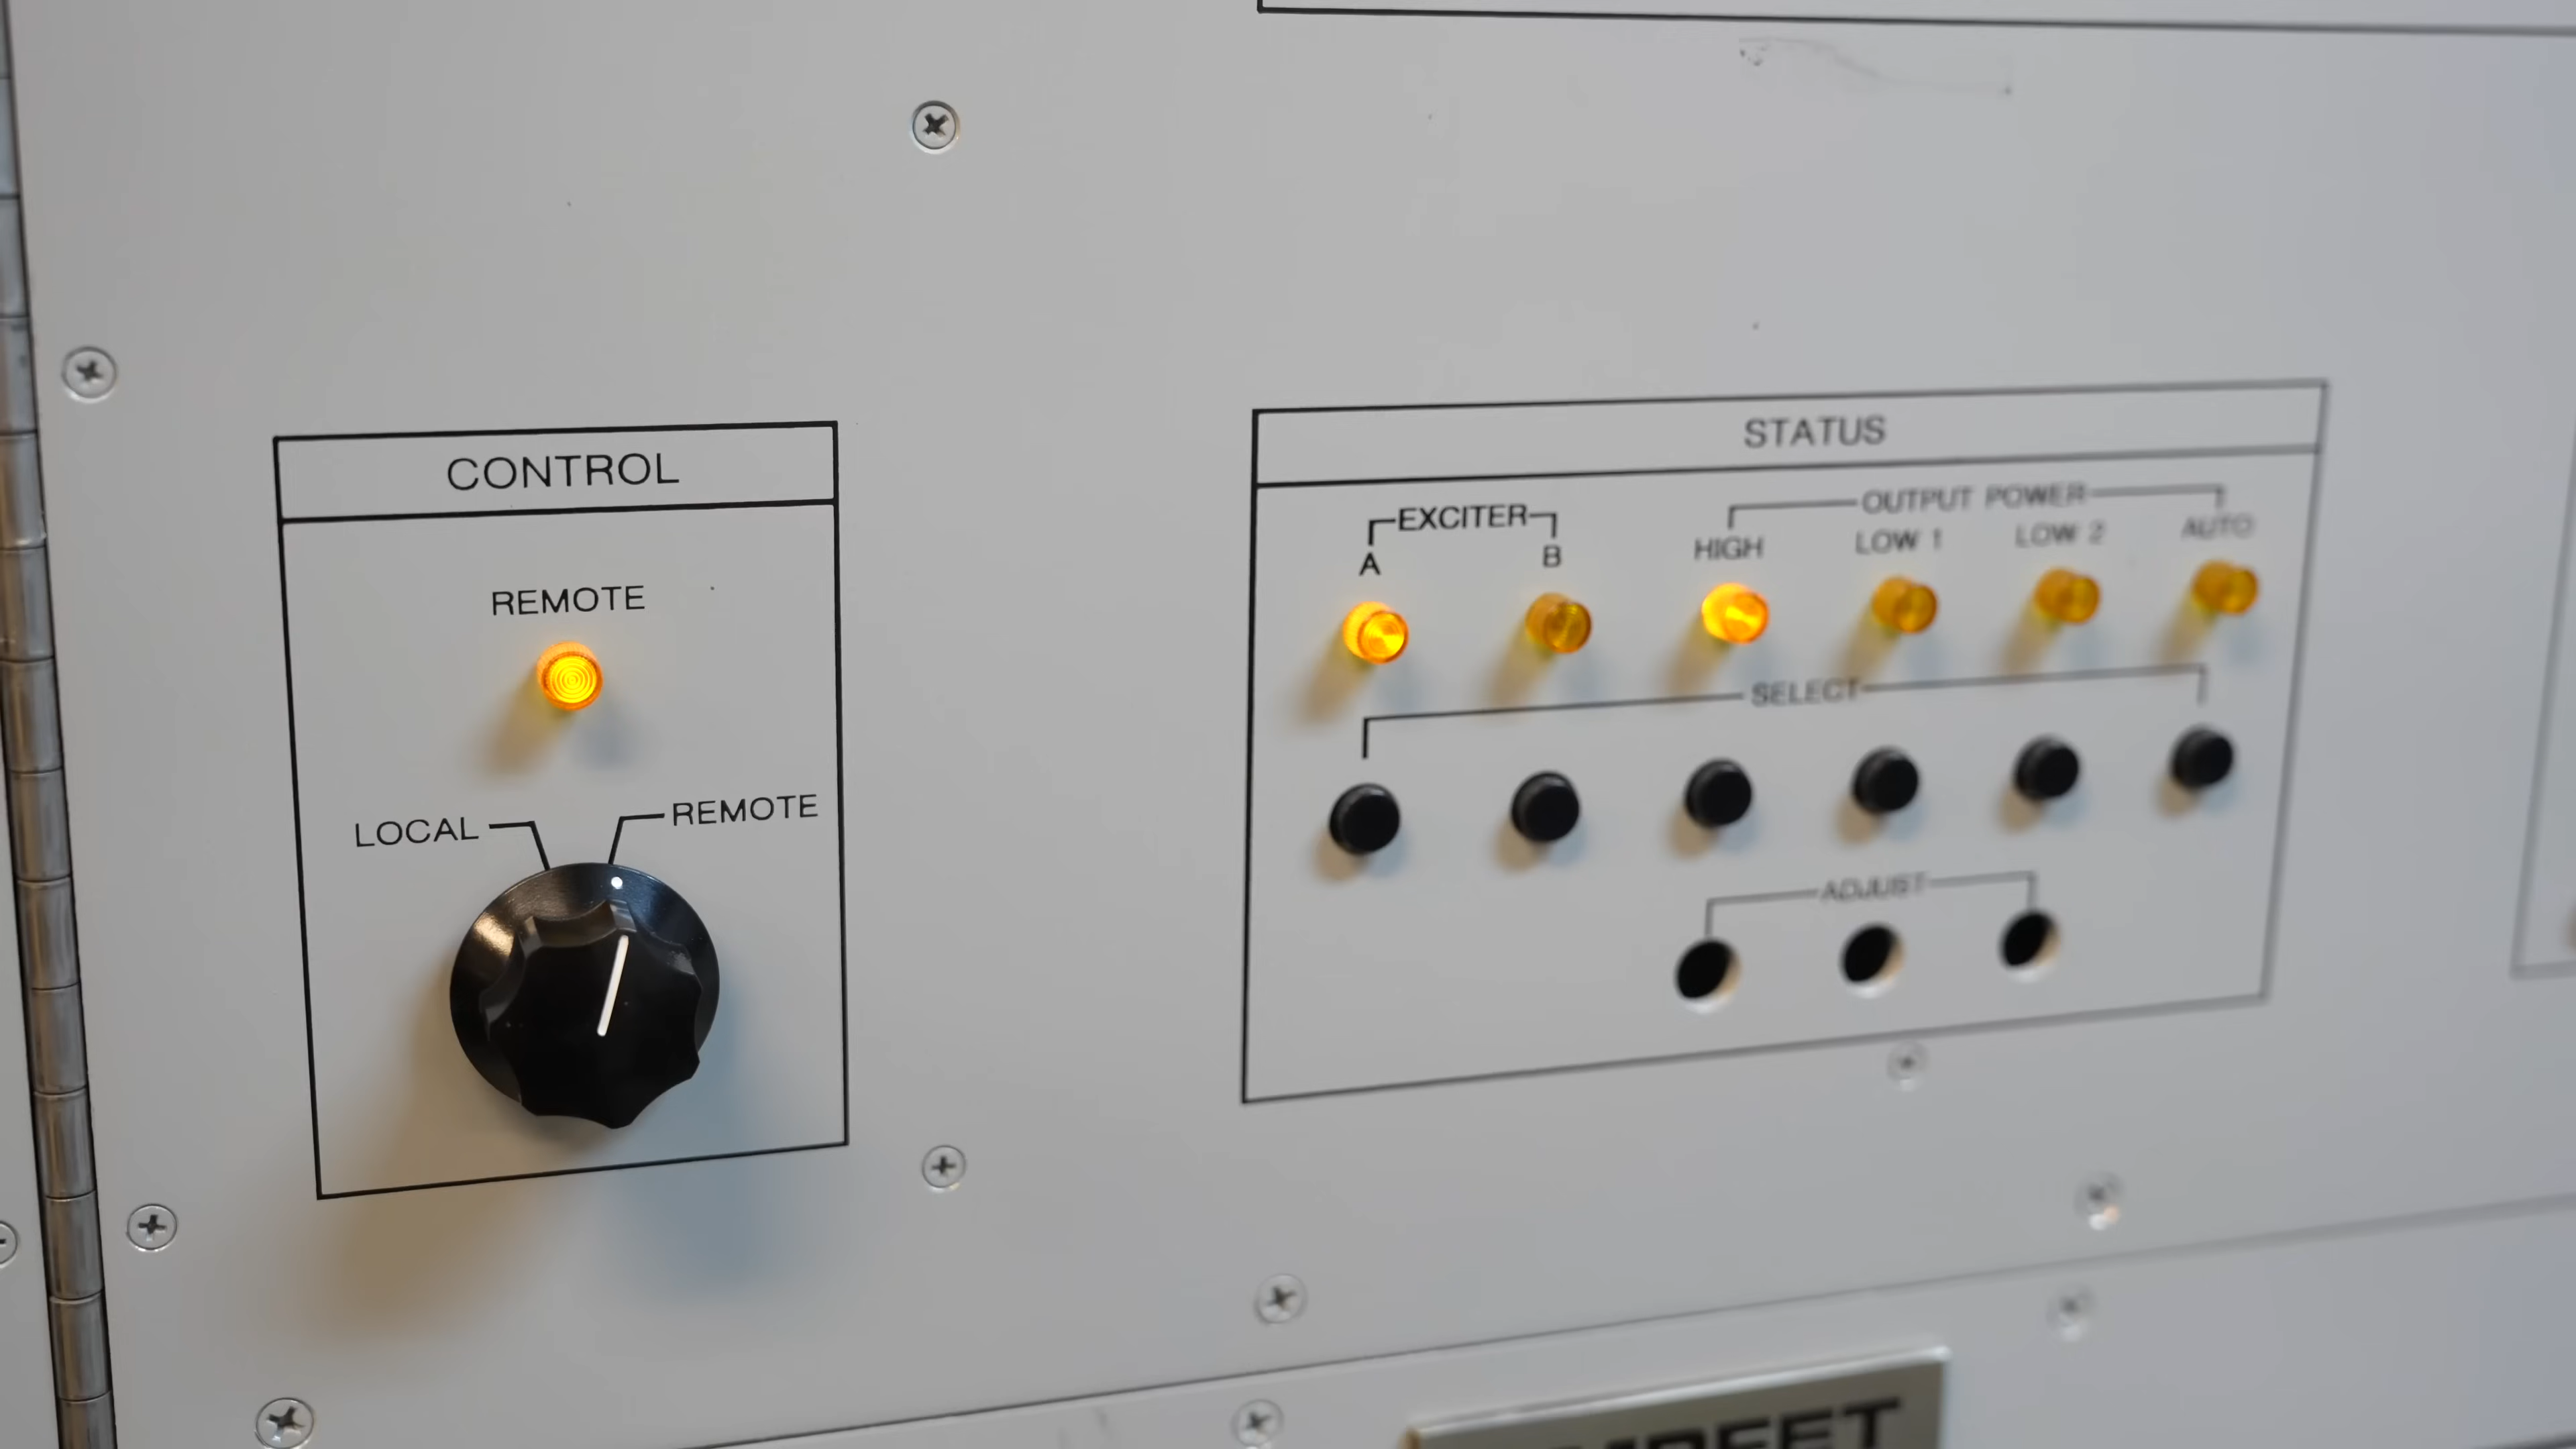 CONTROL
REMOTE
LOCAL REMOTE
STATUS
EXCITER
A B
OUTPUT POWER
HIGH LOW 1 LOW 2 AUTO
SELECT
ADJUST